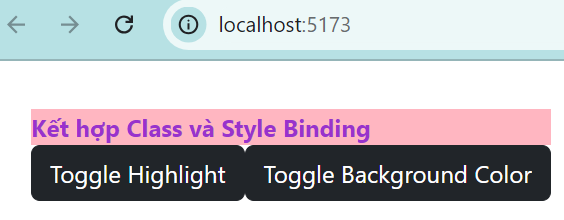 localhost:5173
Kết hợp Class và Style Binding
Toggle Highlight Toggle Background Color